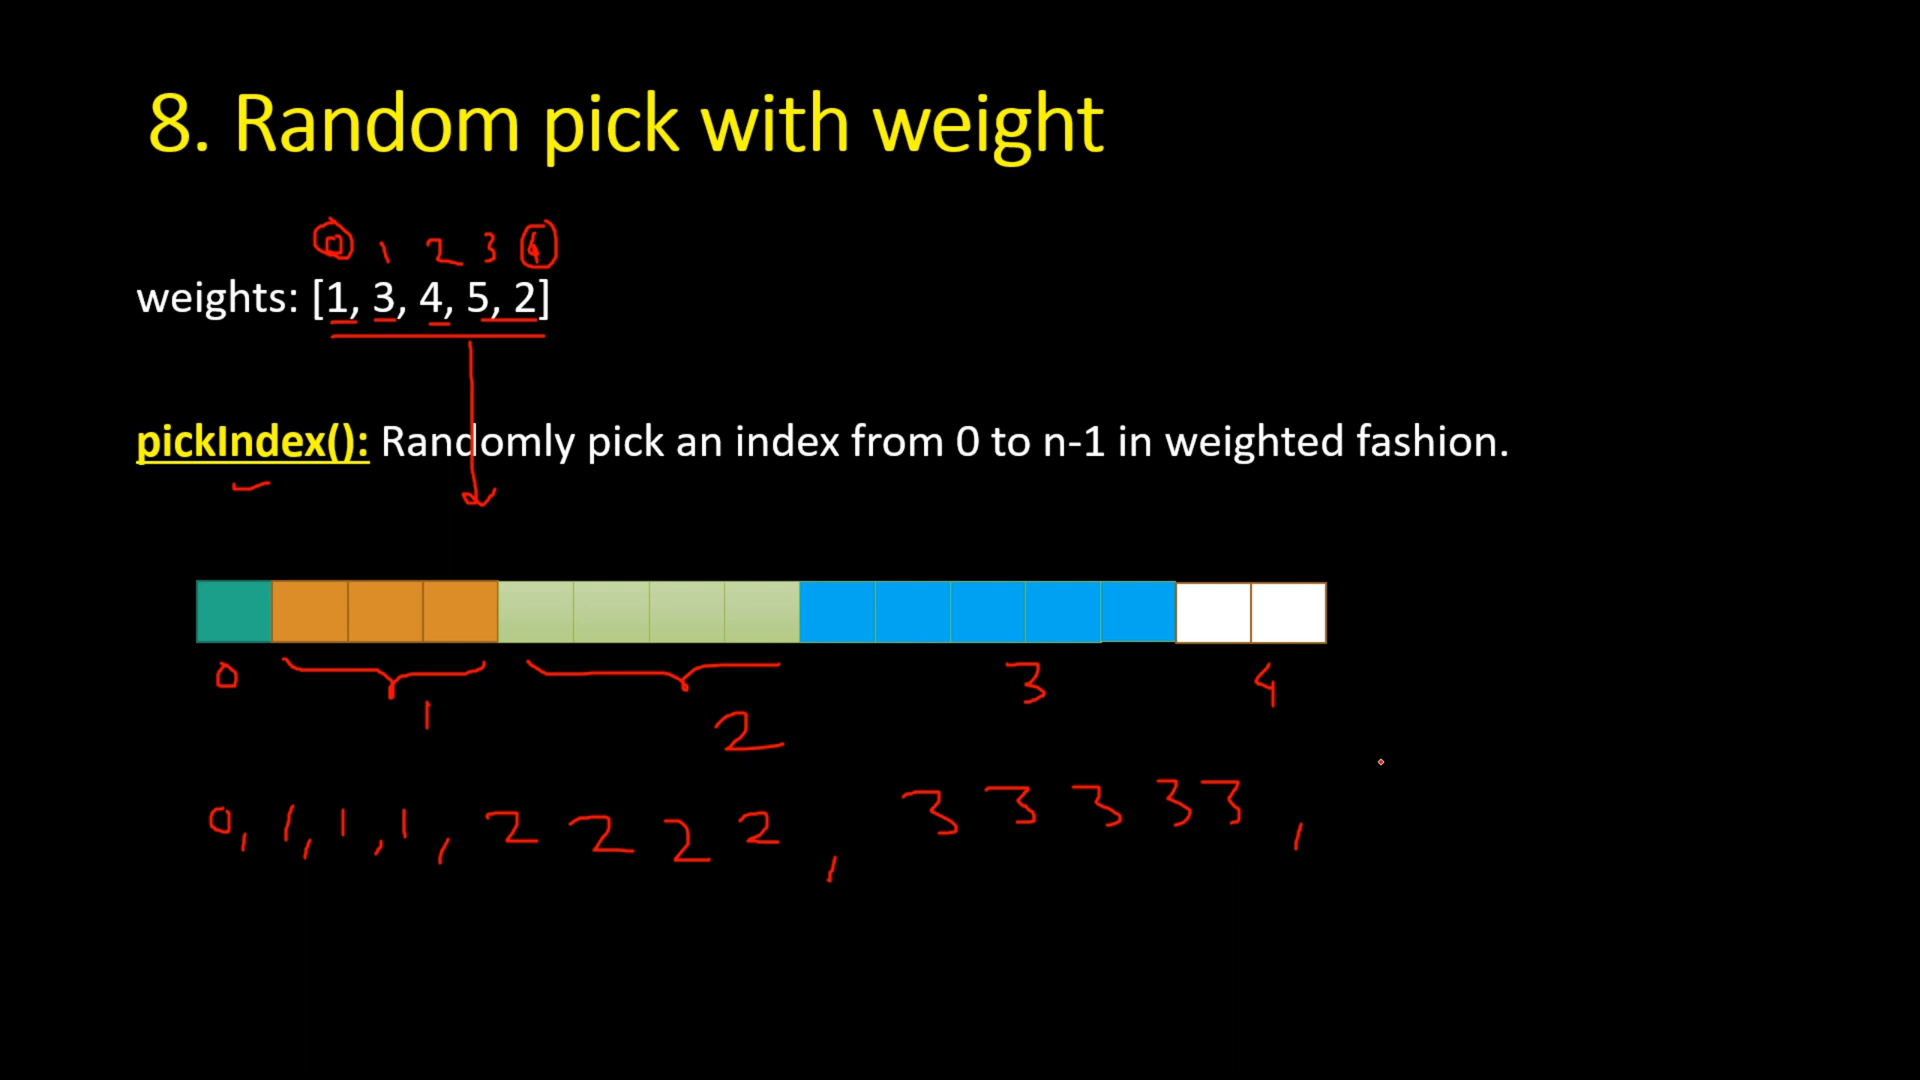 8. Random pick with weight
0 1 2 3 4
weights: [1, 3, 4, 5, 2]
pickIndex(): Randomly pick an index from 0 to n-1 in weighted fashion.
0 1 2 3 4
0, 1, 1, 1, 2 2 2 2, 3 3 3 3 3,